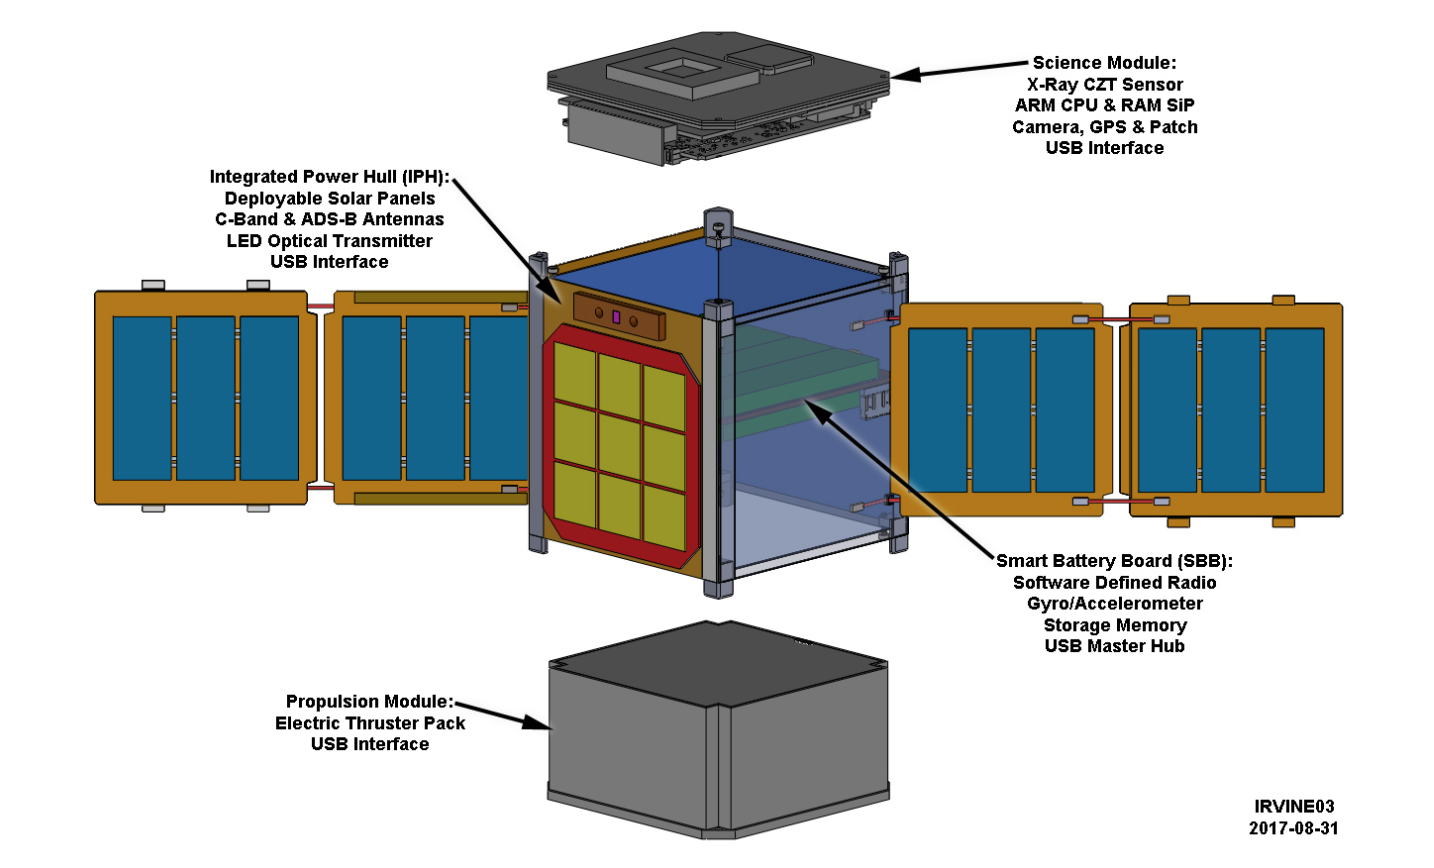 Science Module:
X-Ray CZT Sensor
ARM CPU & RAM SiP
Camera, GPS & Patch
USB Interface
Integrated Power Hull (IPH):
Deployable Solar Panels
C-Band & ADS-B Antennas
LED Optical Transmitter
USB Interface
Smart Battery Board (SBB):
Software Defined Radio
Gyro/Accelerometer
Storage Memory
USB Master Hub
Propulsion Module:
Electric Thruster Pack
USB Interface
IRVINE03
2017-08-31